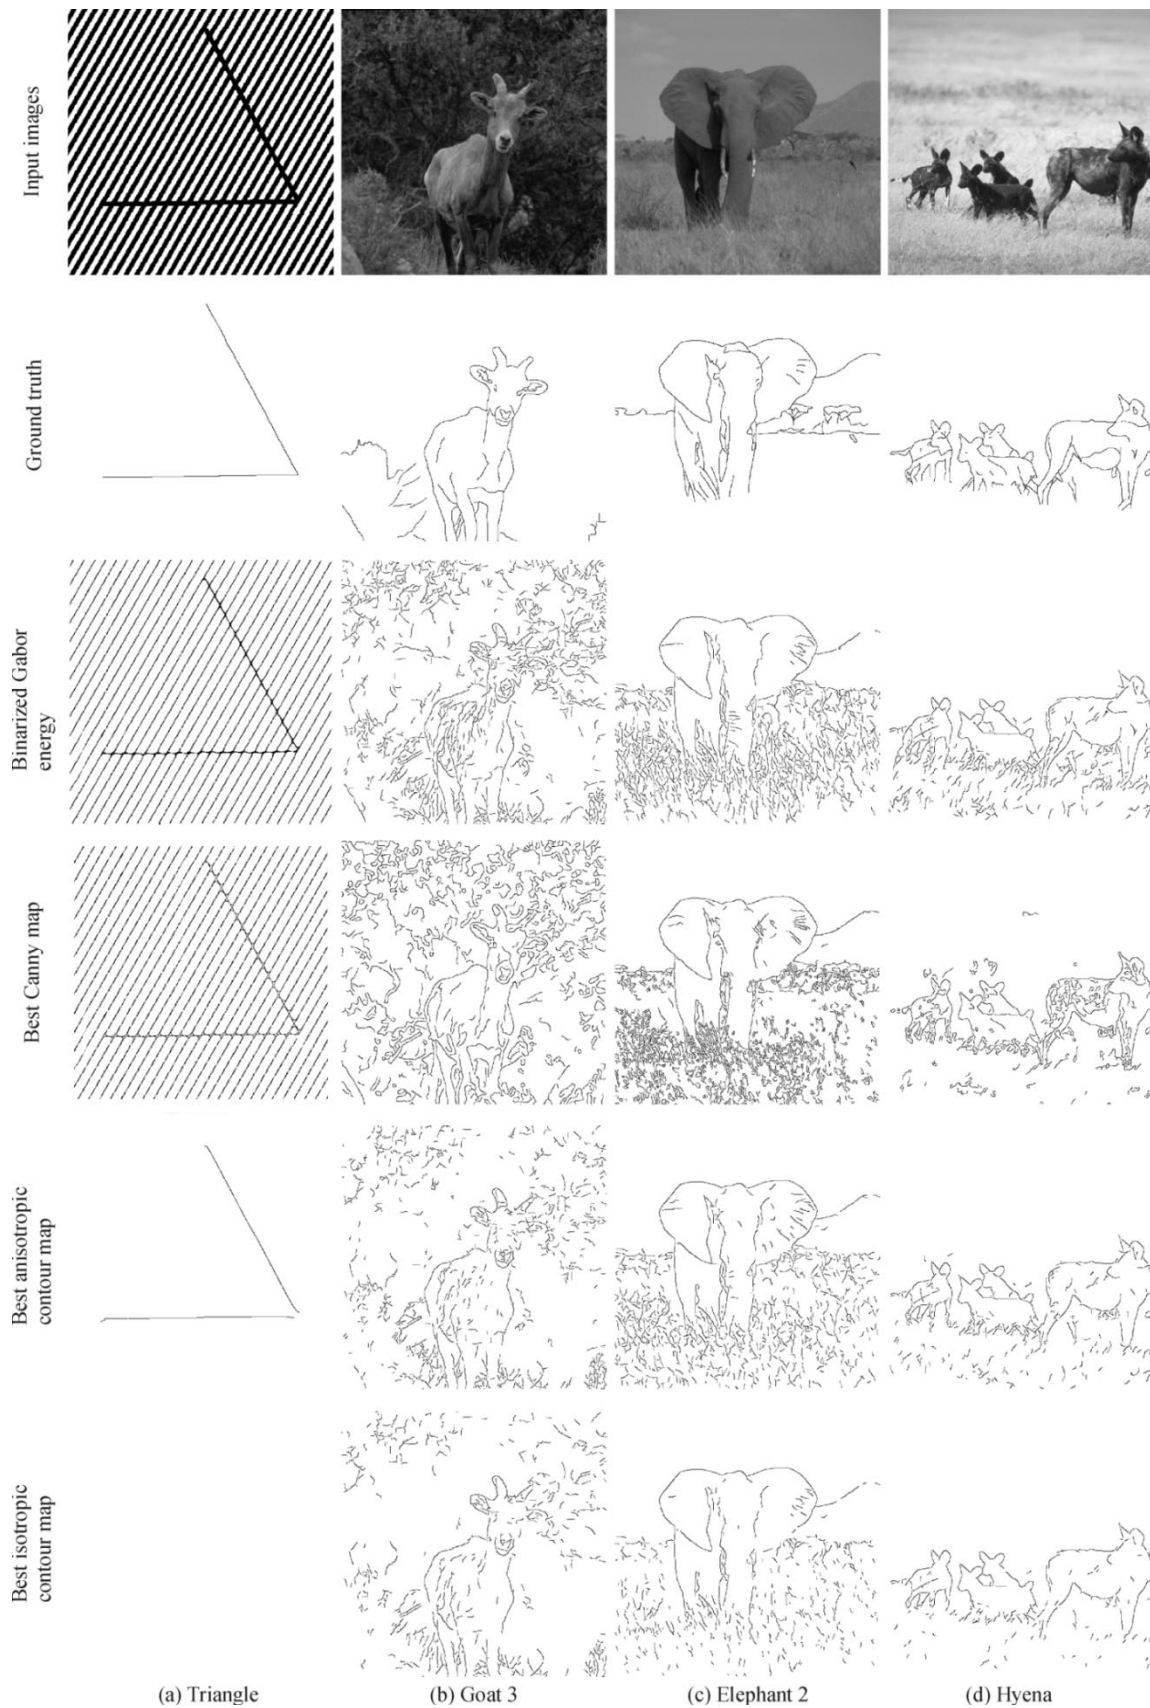 Input images
Ground truth
Binarized Gabor
energy
Best Canny map
Best anisotropic
contour map
Best isotropic
contour map
(a) Triangle
(b) Goat 3
(c) Elephant 2
(d) Hyena